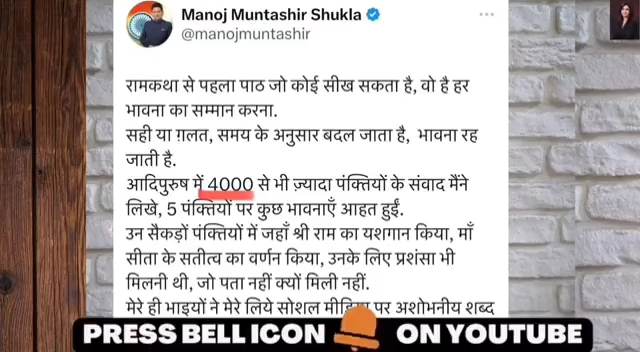 Manoj Muntashir Shukla
@manojmuntashir
रामकथा से पहला पाठ जो कोई सीख सकता है, वो है हर
भावना का सम्मान करना.
सही या ग़लत, समय के अनुसार बदल जाता है, भावना रह
जाती है.
आदिपुरुष में 4000 से भी ज़्यादा पंक्तियों के संवाद मैंने
लिखे, 5 पंक्तियों पर कुछ भावनाएँ आहत हुईं.
उन सैकड़ों पंक्तियों में जहाँ श्री राम का यशगान किया, माँ
सीता के सतीत्व का वर्णन किया, उनके लिए प्रशंसा भी
मिलनी थी, जो पता नहीं क्यों मिली नहीं.
मेरे ही भाइयों ने मेरे लिये सोशल मीडिया पर अशोभनीय शब्द
PRESS BELL ICON ON YOUTUBE